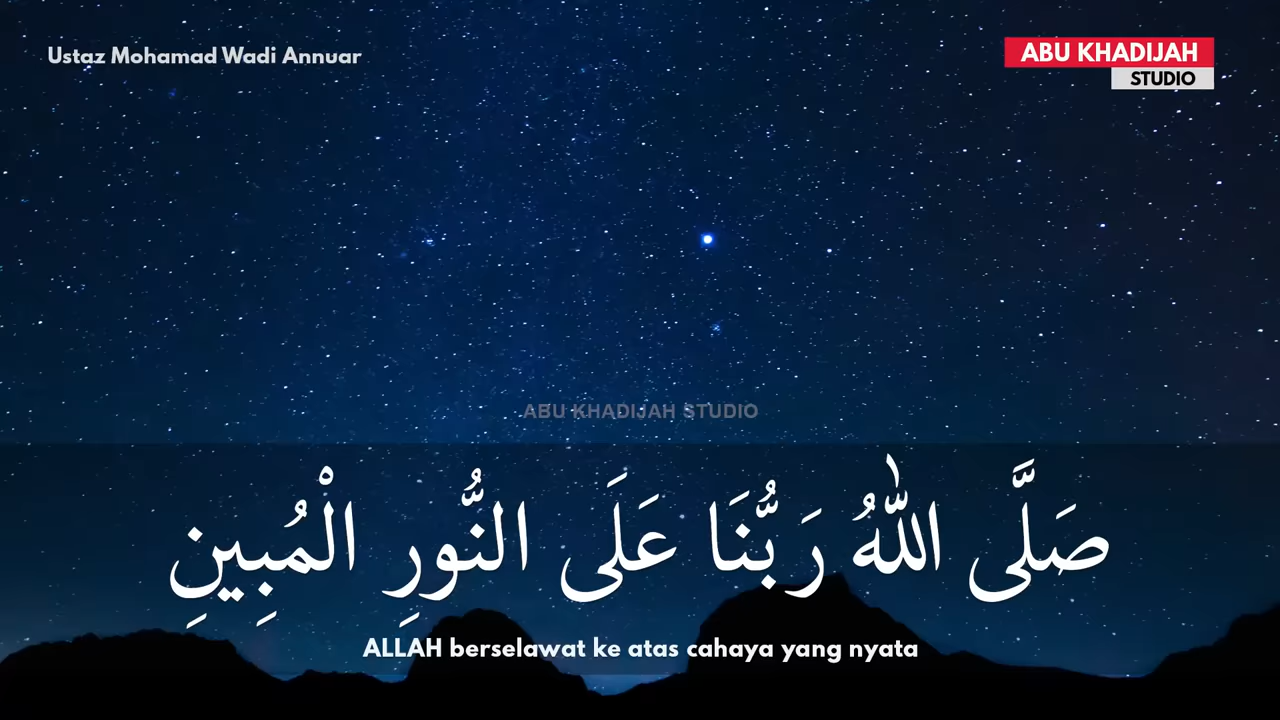 Ustaz Mohamad Wadi Annuar
ABU KHADIJAH
STUDIO
ABU KHADIJAH STUDIO
صَلَّى اللّٰهُ رَبُّنَا عَلَى النُّورِ الْمُبِينِ
ALLAH berselawat ke atas cahaya yang nyata